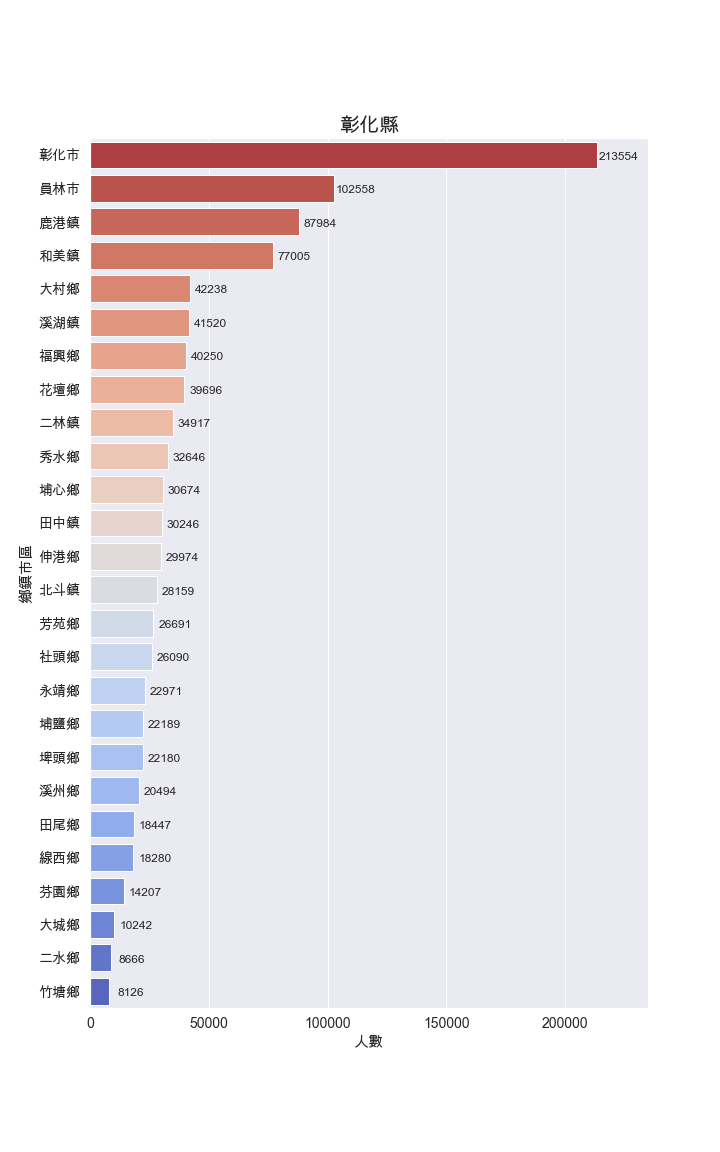 彰化縣
彰化市 213554
員林市 102558
鹿港鎮 87984
和美鎮 77005
大村鄉 42238
溪湖鎮 41520
福興鄉 40250
花壇鄉 39696
二林鎮 34917
秀水鄉 32646
埔心鄉 30674
田中鎮 30246
伸港鄉 29974
北斗鎮 28159
芳苑鄉 26691
社頭鄉 26090
永靖鄉 22971
埔鹽鄉 22189
埤頭鄉 22180
溪州鄉 20494
田尾鄉 18447
線西鄉 18280
芬園鄉 14207
大城鄉 10242
二水鄉 8666
竹塘鄉 8126
鄉鎮市區
0 50000 100000 150000 200000
人數